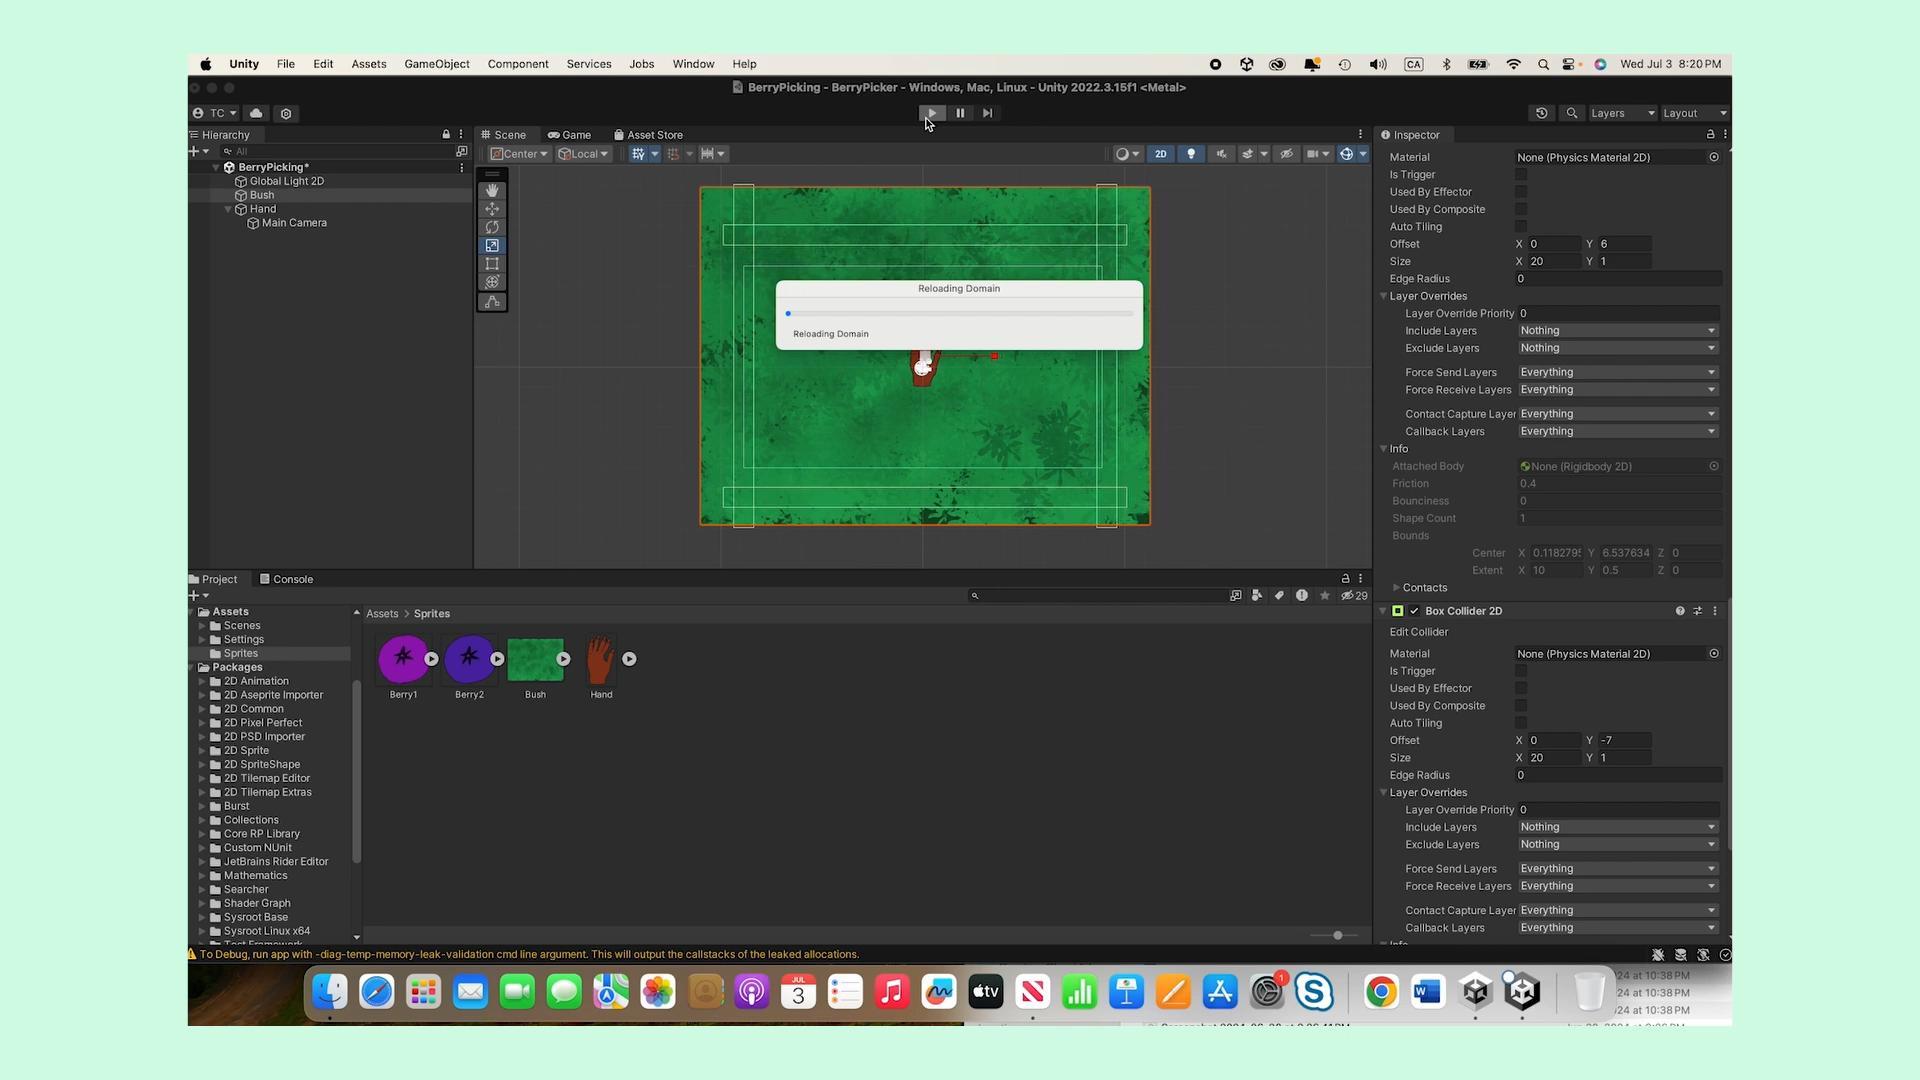 Unity File Edit Assets GameObject Component Services Jobs Window Help CA Wed Jul 3 8:20 PM
BerryPicking - BerryPicker - Windows, Mac, Linux - Unity 2022.3.15f1 <Metal>
TC Layers Layout
Hierarchy
All
BerryPicking*
Global Light 2D
Bush
Hand
Main Camera
Scene Game Asset Store
Center Local 2D
Reloading Domain
Reloading Domain
Inspector
Material None (Physics Material 2D)
Is Trigger
Used By Effector
Used By Composite
Auto Tiling
Offset X 0 Y 6
Size X 20 Y 1
Edge Radius 0
Layer Overrides
Layer Override Priority 0
Include Layers Nothing
Exclude Layers Nothing
Force Send Layers Everything
Force Receive Layers Everything
Contact Capture Layer Everything
Callback Layers Everything
Info
Attached Body None (Rigidbody 2D)
Friction 0.4
Bounciness 0
Shape Count 1
Bounds
Center X 0.118279 Y 6.537634 Z 0
Extent X 10 Y 0.5 Z 0
Contacts
Box Collider 2D
Edit Collider
Material None (Physics Material 2D)
Is Trigger
Used By Effector
Used By Composite
Auto Tiling
Offset X 0 Y -7
Size X 20 Y 1
Edge Radius 0
Layer Overrides
Layer Override Priority 0
Include Layers Nothing
Exclude Layers Nothing
Force Send Layers Everything
Force Receive Layers Everything
Contact Capture Layer Everything
Callback Layers Everything
Project Console
29
Assets
Scenes
Settings
Sprites
Packages
2D Animation
2D Aseprite Importer
2D Common
2D Pixel Perfect
2D PSD Importer
2D Sprite
2D SpriteShape
2D Tilemap Editor
2D Tilemap Extras
Burst
Collections
Core RP Library
Custom NUnit
JetBrains Rider Editor
Mathematics
Searcher
Shader Graph
Sysroot Base
Sysroot Linux x64
Assets > Sprites
Berry1 Berry2 Bush Hand
To Debug, run app with -diag-temp-memory-leak-validation cmd line argument. This will output the callstacks of the leaked allocations.
JUL
3
tv
1
W
24 at 10:38 PM
24 at 10:38 PM
at 10:38 PM